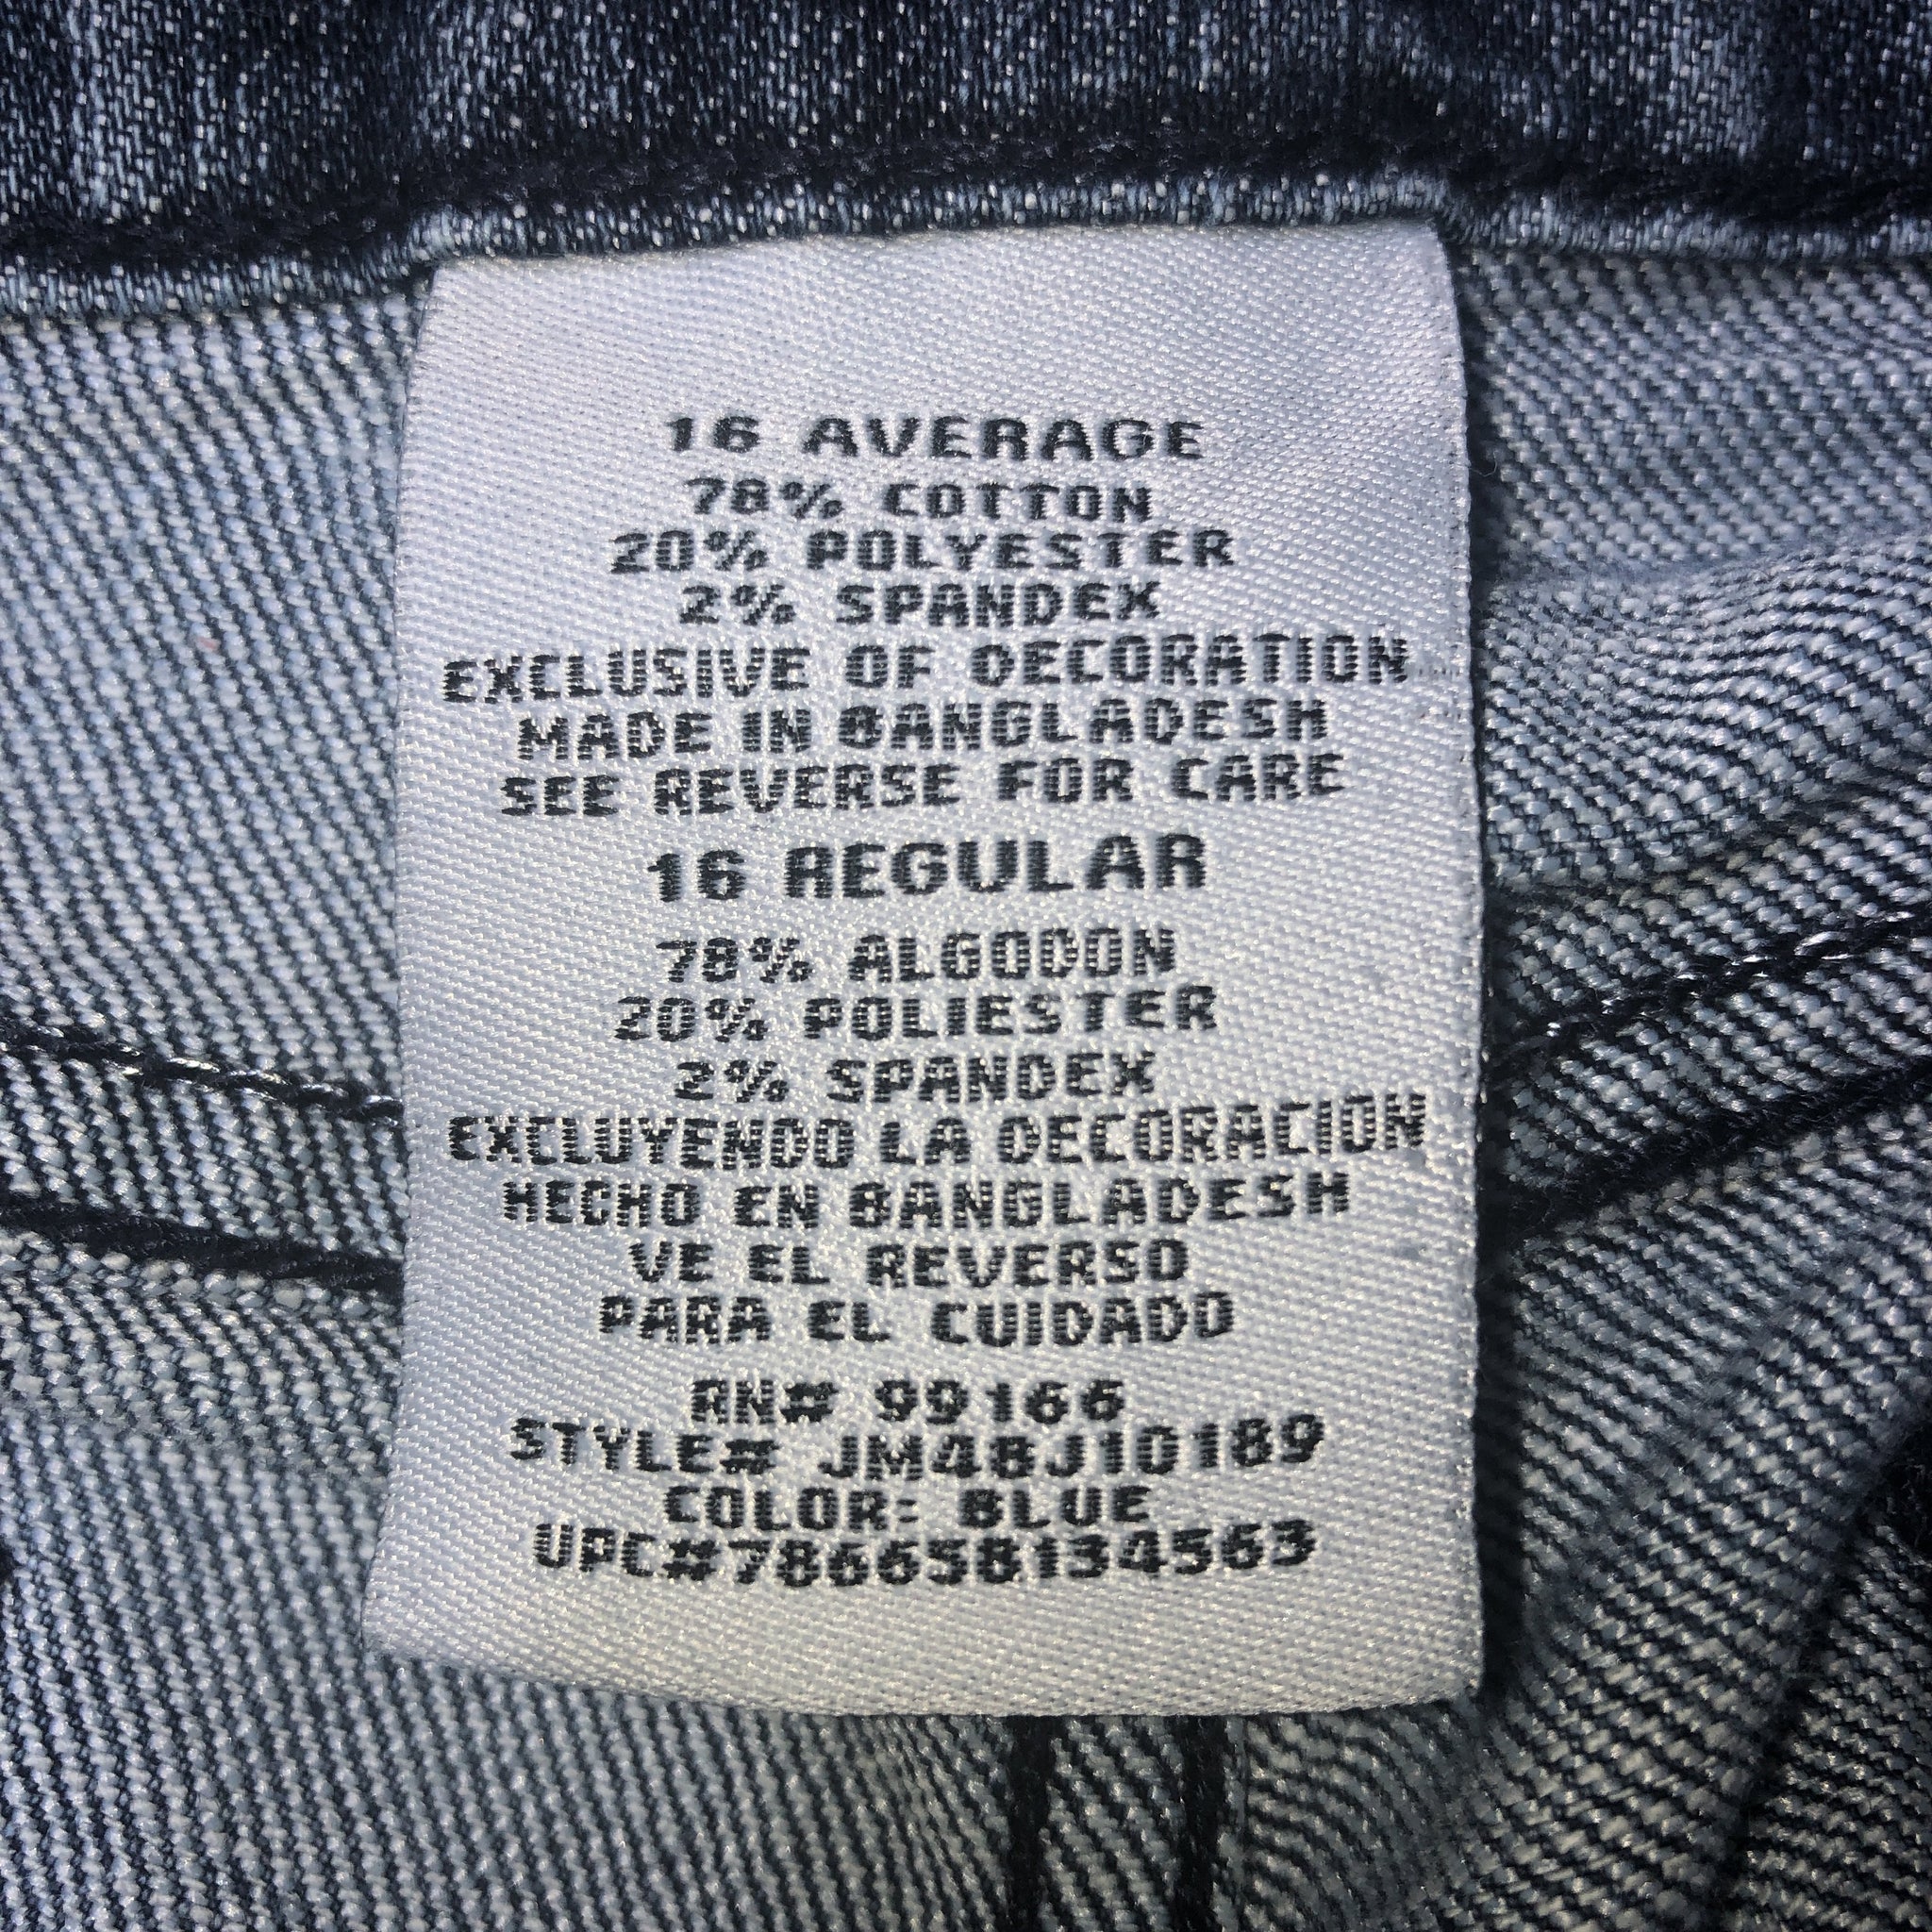 16 AVERAGE
78% COTTON
20% POLYESTER
2% SPANDEX
EXCLUSIVE OF DECORATION
MADE IN BANGLADESH
SEE REVERSE FOR CARE
16 REGULAR
78% ALGODON
20% POLIESTER
2% SPANDEX
EXCLUYENDO LA DECORACION
HECHO EN BANGLADESH
VE EL REVERSO
PARA EL CUIDADO
RN# 99166
STYLE# JM48J10189
COLOR: BLUE
UPC#786658134563